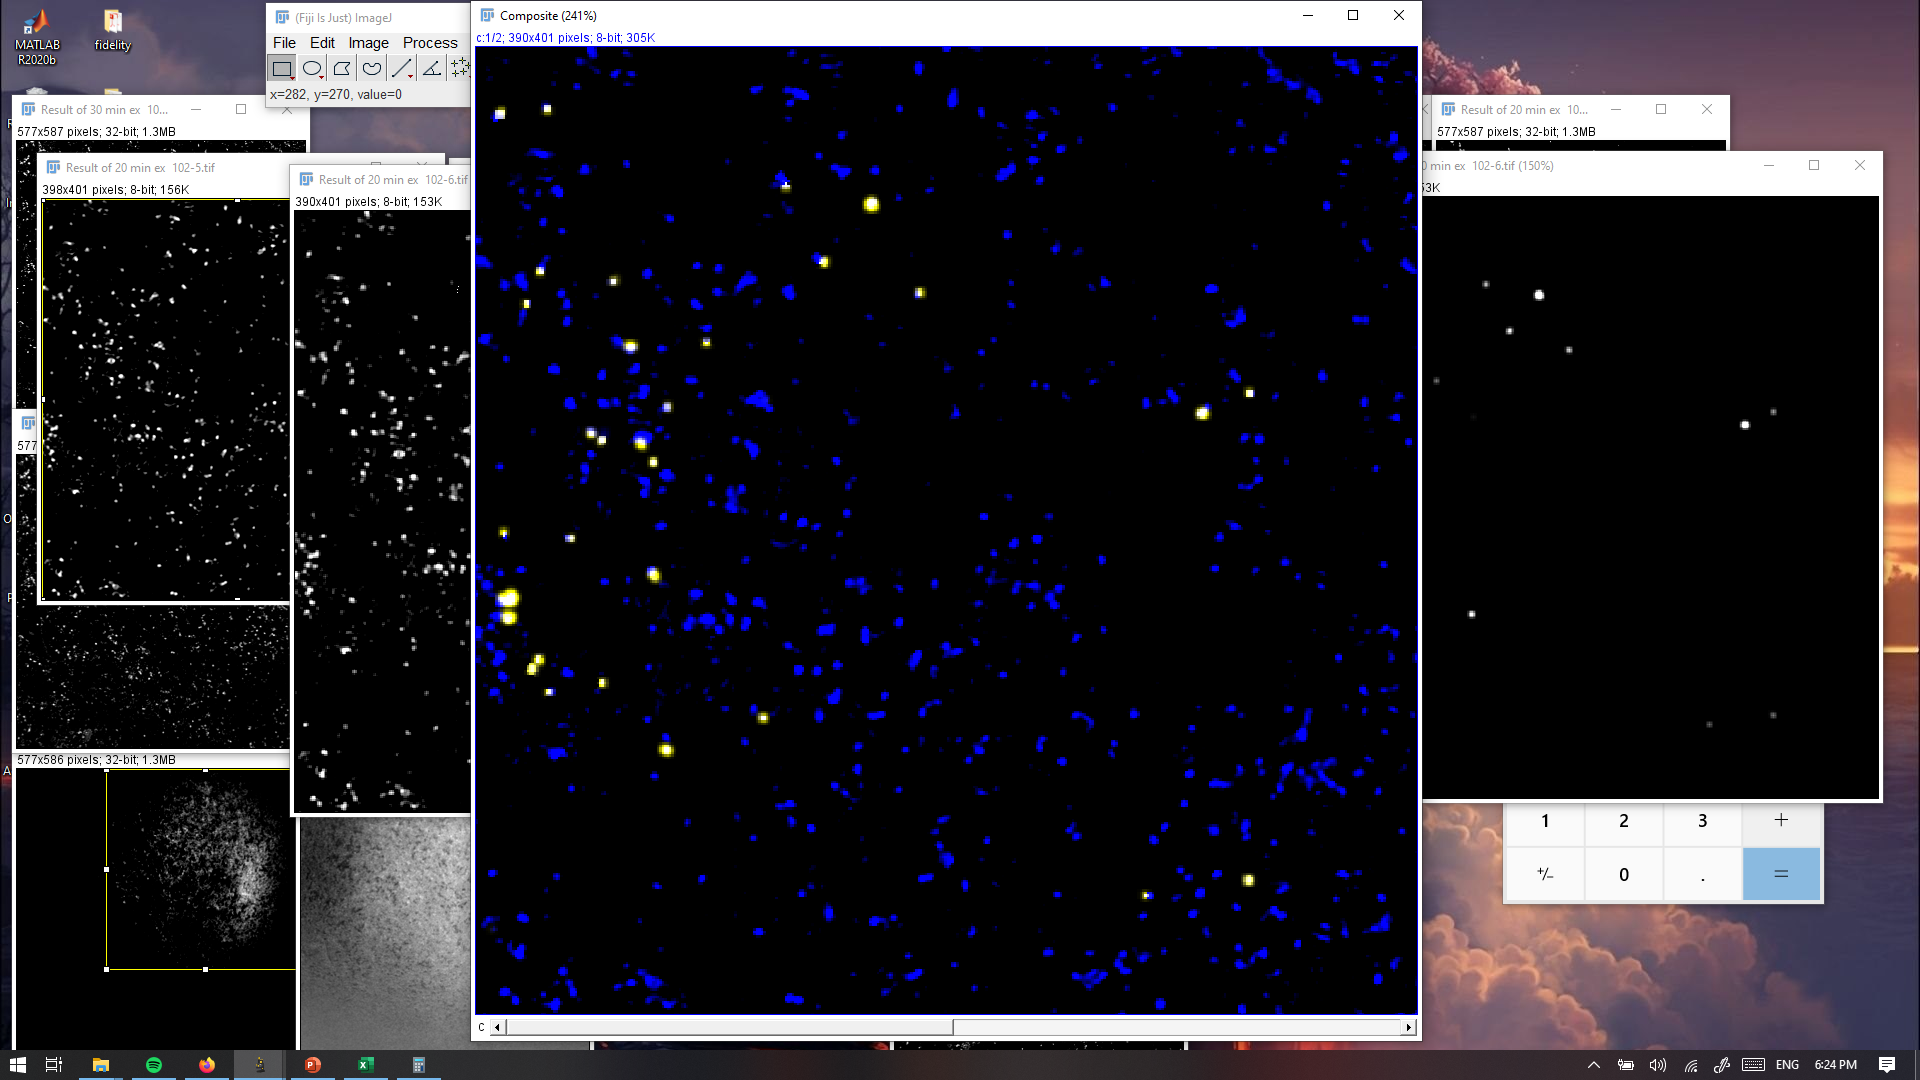 MATLAB
R2020b
fidelity
(Fiji Is Just) ImageJ
File Edit Image Process
x=282, y=270, value=0
Composite (241%)
c:1/2; 390x401 pixels; 8-bit; 305K
Result of 30 min ex 10...
577x587 pixels; 32-bit; 1.3MB
Result of 20 min ex 102-5.tif
398x401 pixels; 8-bit; 156K
Result of 20 min ex 102-6.tif
390x401 pixels; 8-bit; 153K
Result of 20 min ex 10...
577x587 pixels; 32-bit; 1.3MB
0 min ex 102-6.tif (150%)
53K
577
577x586 pixels; 32-bit; 1.3MB
c
1 2 3 +
+/- 0 . =
ENG 6:24 PM